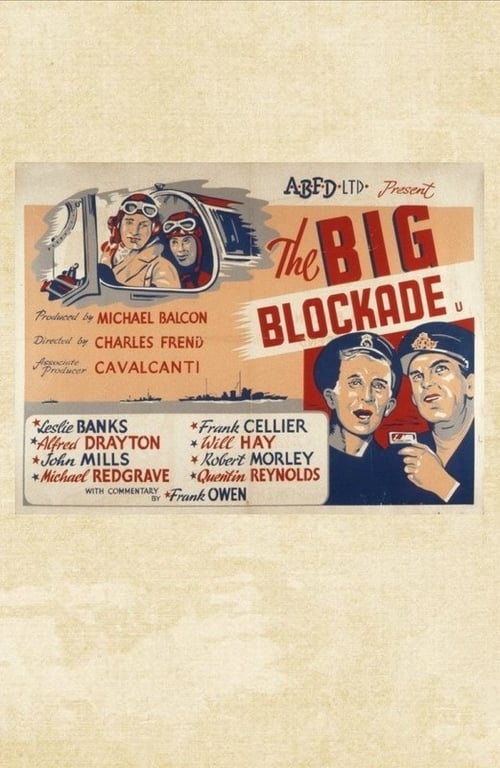 A·B·F·D·LTD· Present
The BIG
BLOCKADE U
Produced by MICHAEL BALCON
Directed by CHARLES FREND
Associate Producer CAVALCANTI
★Leslie BANKS
★Alfred DRAYTON
★John MILLS
★Michael REDGRAVE
★Frank CELLIER
★Will HAY
★Robert MORLEY
★Quentin REYNOLDS
WITH COMMENTARY BY ★Frank OWEN